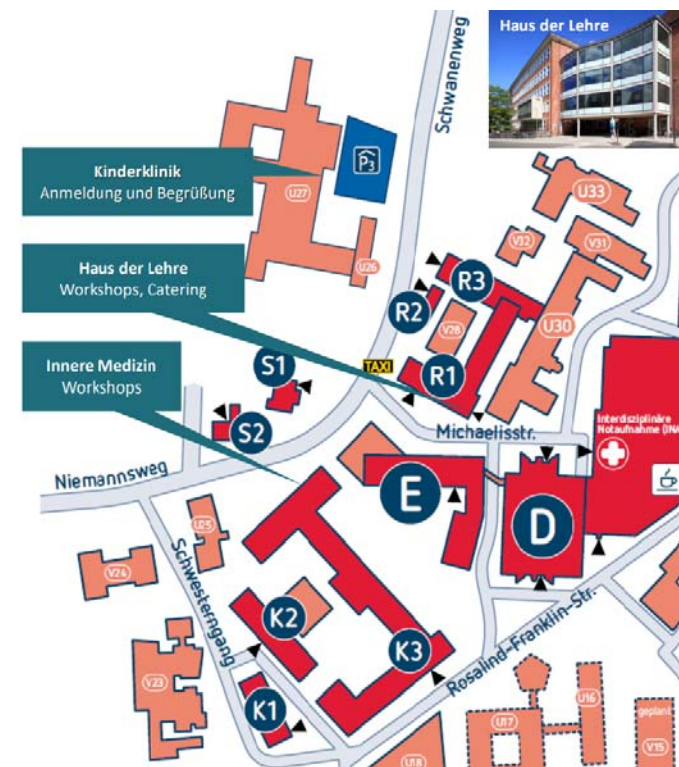 Haus der Lehre
Schwanenweg
P3
Kinderklinik
Anmeldung und Begrüßung
U27
U33
V32
V31
U26
Haus der Lehre
Workshops, Catering
R3
R2
V28
U30
Innere Medizin
Workshops
S1
TAXI
R1
S2
Michaelisstr.
Interdisziplinäre
Notaufnahme (INA
Niemannsweg
E
D
U25
V24
Schwesterngang
K2
K3
Rosalind-Franklin-Str.
V23
K1
U16
U17
geplant
V15
U18